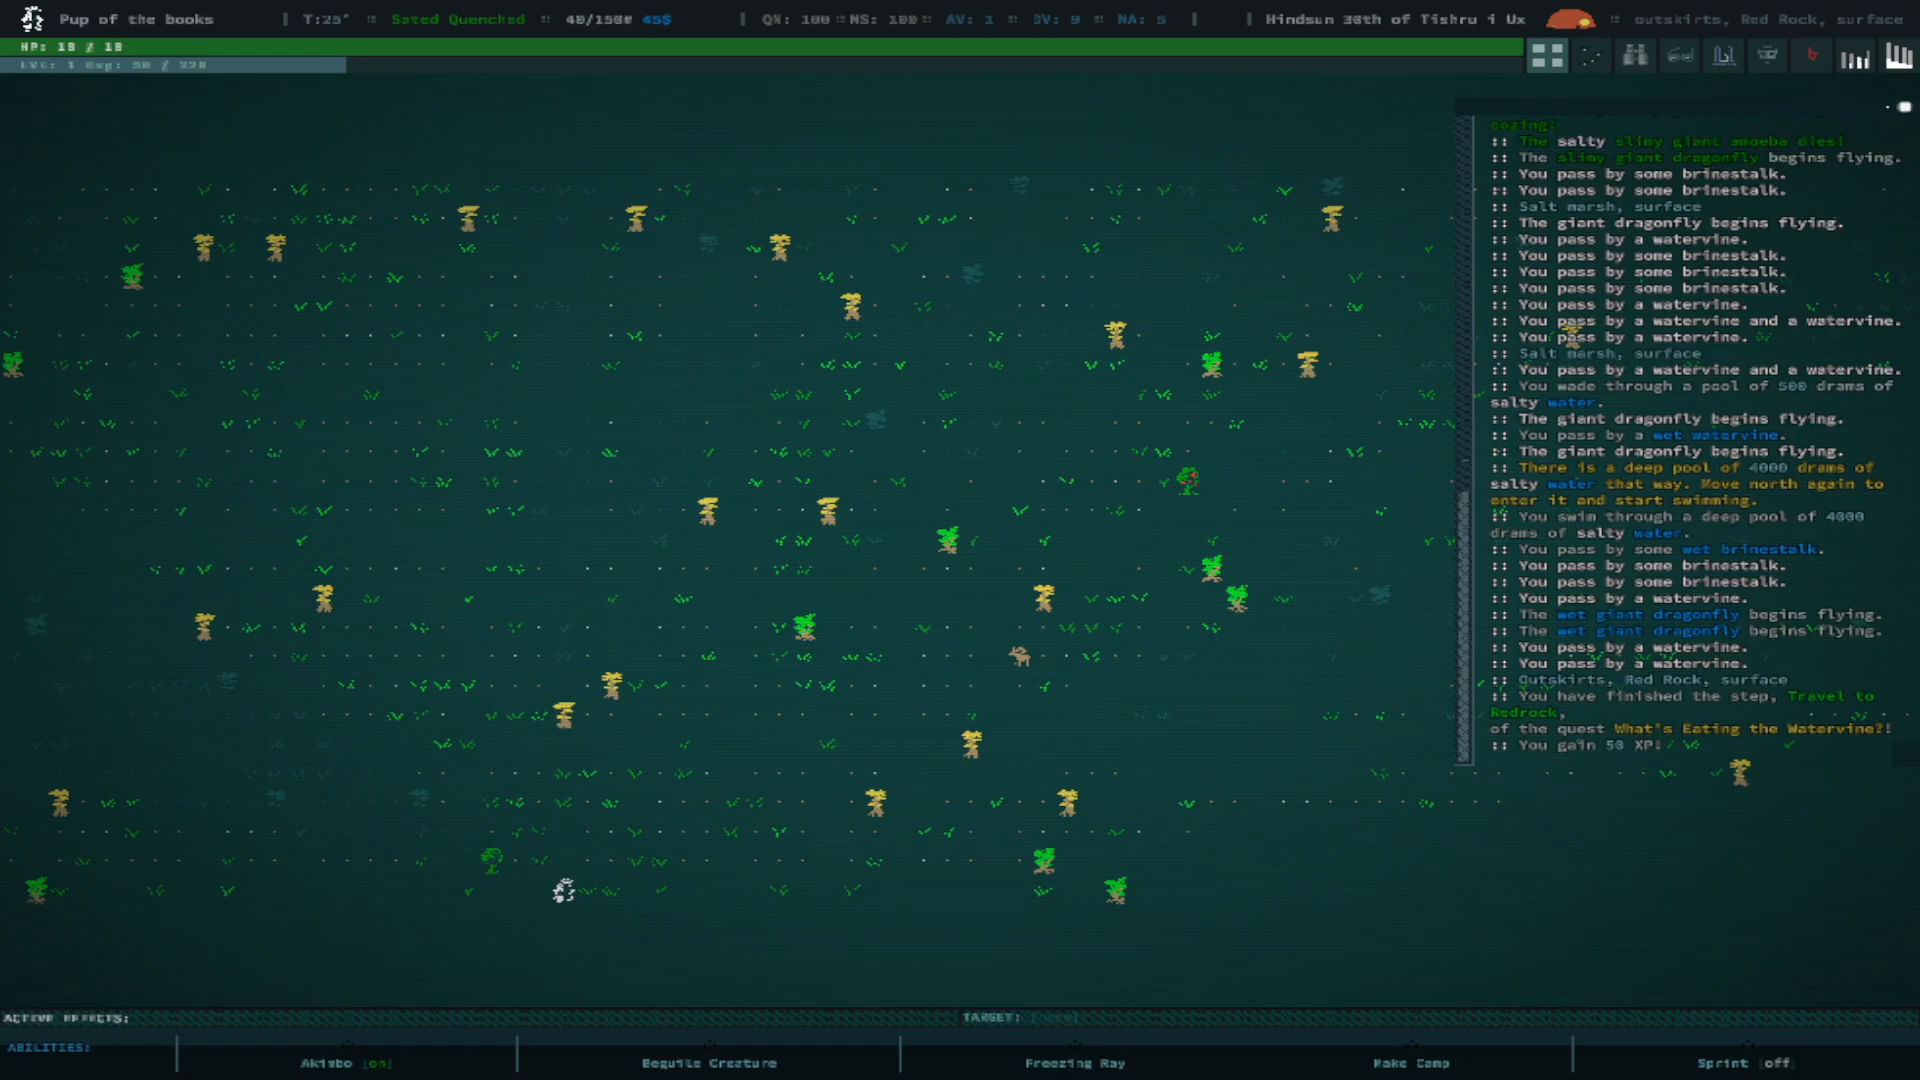 Pup of the books | T:25° :: Sated Quenched :: 40/150# 45$ | QN: 100 :: MS: 100 :: AV: 1 :: DV: 9 :: MA: 5 | | Hindsun 30th of Tishru i Ux :: outskirts, Red Rock, surface
HP: 18 / 18
LVL: 1 Exp: 50 / 220
oozing!
:: The salty slimy giant amoeba dies!
:: The slimy giant dragonfly begins flying.
:: You pass by some brinestalk.
:: You pass by some brinestalk.
:: Salt marsh, surface
:: The giant dragonfly begins flying.
:: You pass by a watervine.
:: You pass by some brinestalk.
:: You pass by some brinestalk.
:: You pass by some brinestalk.
:: You pass by a watervine.
:: You pass by a watervine and a watervine.
:: You pass by a watervine.
:: Salt marsh, surface
:: You pass by a watervine and a watervine.
:: You wade through a pool of 500 drams of
salty water.
:: The giant dragonfly begins flying.
:: You pass by a wet watervine.
:: The giant dragonfly begins flying.
:: There is a deep pool of 4000 drams of
salty water that way. Move north again to
enter it and start swimming.
:: You swim through a deep pool of 4000
drams of salty water.
:: You pass by some wet brinestalk.
:: You pass by some brinestalk.
:: You pass by some brinestalk.
:: You pass by a watervine.
:: The wet giant dragonfly begins flying.
:: The wet giant dragonfly begins flying.
:: You pass by a watervine.
:: You pass by a watervine.
:: Outskirts, Red Rock, surface
:: You have finished the step, Travel to
Redrock,
of the quest What's Eating the Watervine?!
:: You gain 50 XP!
ACTIVE EFFECTS:
TARGET: [none]
ABILITIES:
Akimbo [on]
Beguile Creature
Freezing Ray
Make Camp
Sprint [off]